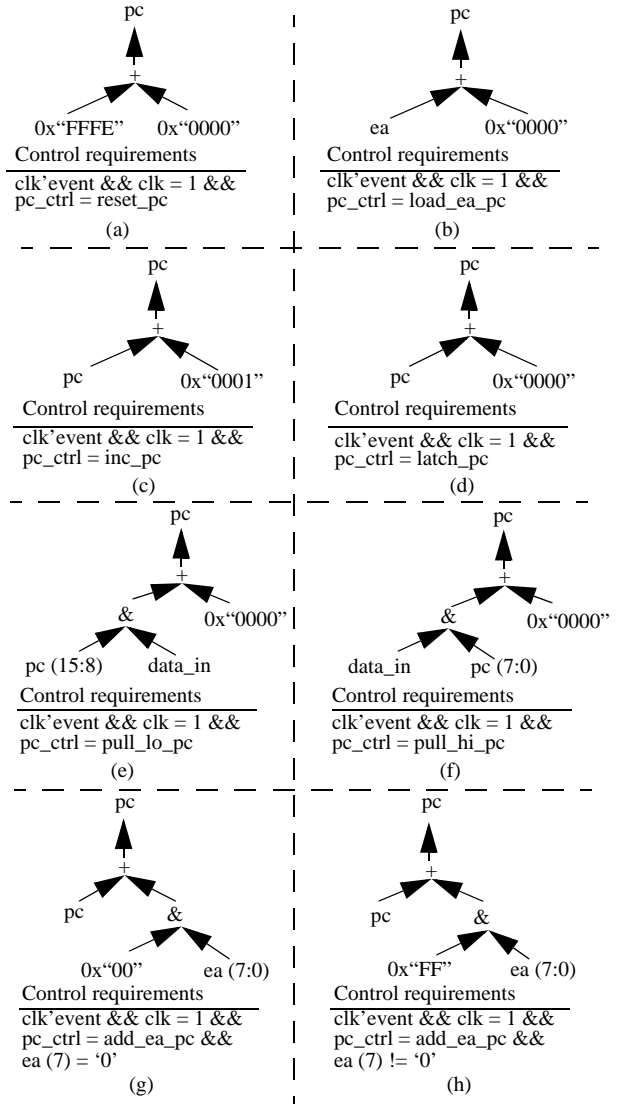 pc
+
0x“FFFE” 0x“0000”
Control requirements
clk’event && clk = 1 &&
pc_ctrl = reset_pc
(a)
pc
+
ea 0x“0000”
Control requirements
clk’event && clk = 1 &&
pc_ctrl = load_ea_pc
(b)
pc
+
pc 0x“0001”
Control requirements
clk’event && clk = 1 &&
pc_ctrl = inc_pc
(c)
pc
+
pc 0x“0000”
Control requirements
clk’event && clk = 1 &&
pc_ctrl = latch_pc
(d)
pc
+
& 0x“0000”
pc (15:8) data_in
Control requirements
clk’event && clk = 1 &&
pc_ctrl = pull_lo_pc
(e)
pc
+
& 0x“0000”
data_in pc (7:0)
Control requirements
clk’event && clk = 1 &&
pc_ctrl = pull_hi_pc
(f)
pc
+
pc &
0x“00” ea (7:0)
Control requirements
clk’event && clk = 1 &&
pc_ctrl = add_ea_pc &&
ea (7) = ‘0’
(g)
pc
+
pc &
0x“FF” ea (7:0)
Control requirements
clk’event && clk = 1 &&
pc_ctrl = add_ea_pc &&
ea (7) != ‘0’
(h)